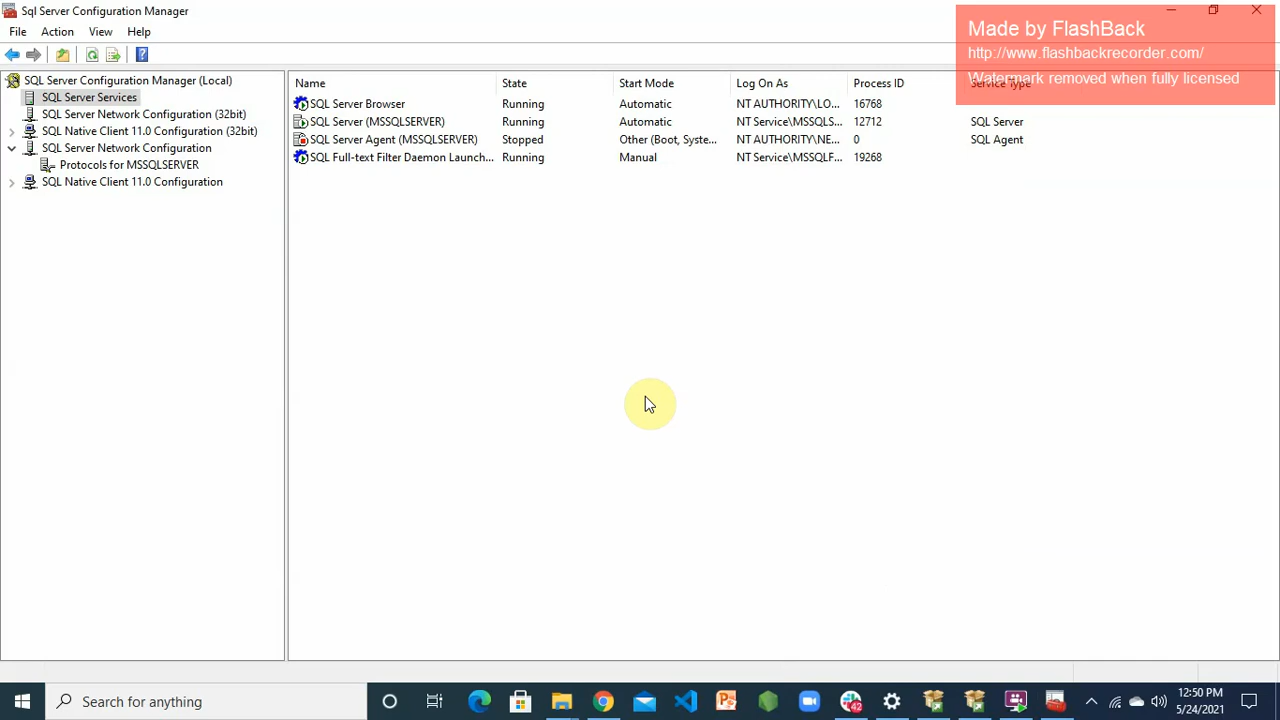 Sql Server Configuration Manager
File Action View Help
Made by FlashBack
http://www.flashbackrecorder.com/
Watermark removed when fully licensed
SQL Server Configuration Manager (Local)
SQL Server Services
SQL Server Network Configuration (32bit)
SQL Native Client 11.0 Configuration (32bit)
SQL Server Network Configuration
Protocols for MSSQLSERVER
SQL Native Client 11.0 Configuration
Name State Start Mode Log On As Process ID Service Type
SQL Server Browser Running Automatic NT AUTHORITY\LO... 16768
SQL Server (MSSQLSERVER) Running Automatic NT Service\MSSQLS... 12712 SQL Server
SQL Server Agent (MSSQLSERVER) Stopped Other (Boot, Syste... NT AUTHORITY\NE... 0 SQL Agent
SQL Full-text Filter Daemon Launch... Running Manual NT Service\MSSQLF... 19268
Search for anything
42
12:50 PM
5/24/2021